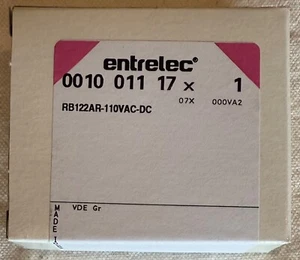 entrelec®
0010 011 17 x 1
07X 000VA2
RB122AR-110VAC-DC
VDE Gr
MADE